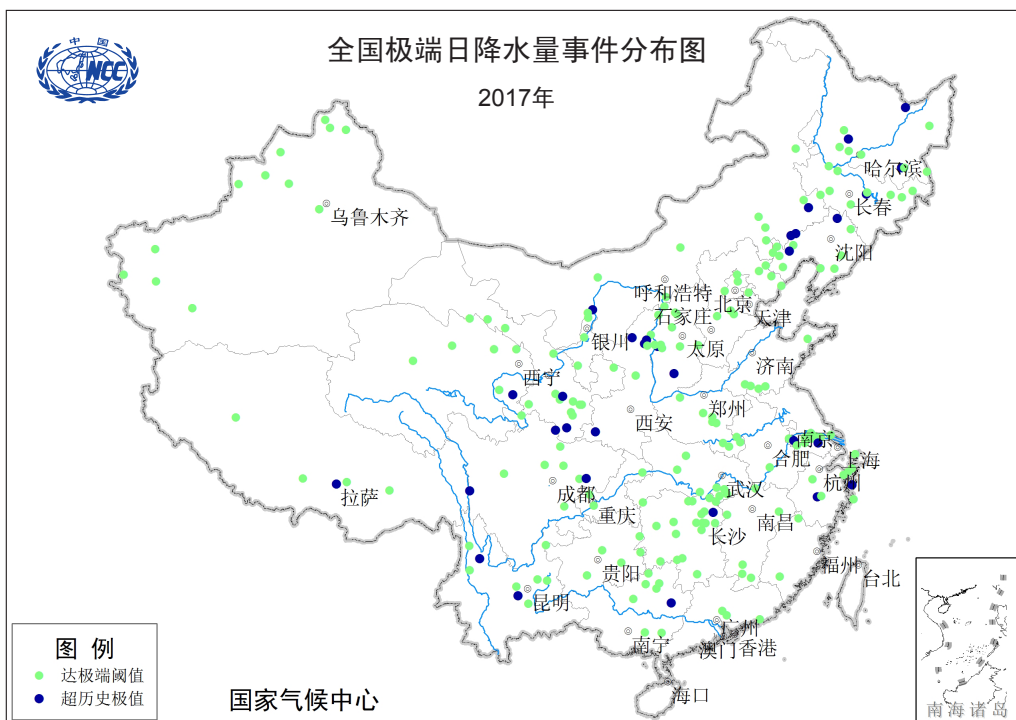 中国
NCC
全国极端日降水量事件分布图
2017年
哈尔滨
乌鲁木齐
长春
沈阳
呼和浩特
北京
石家庄
天津
银川
太原
济南
西宁
郑州
西安
南京
合肥
上海
拉萨
成都
武汉
杭州
重庆
南昌
长沙
贵阳
福州
台北
昆明
广州
南宁
澳门
香港
海口
图 例
达极端阈值
超历史极值
国家气候中心
南海诸岛